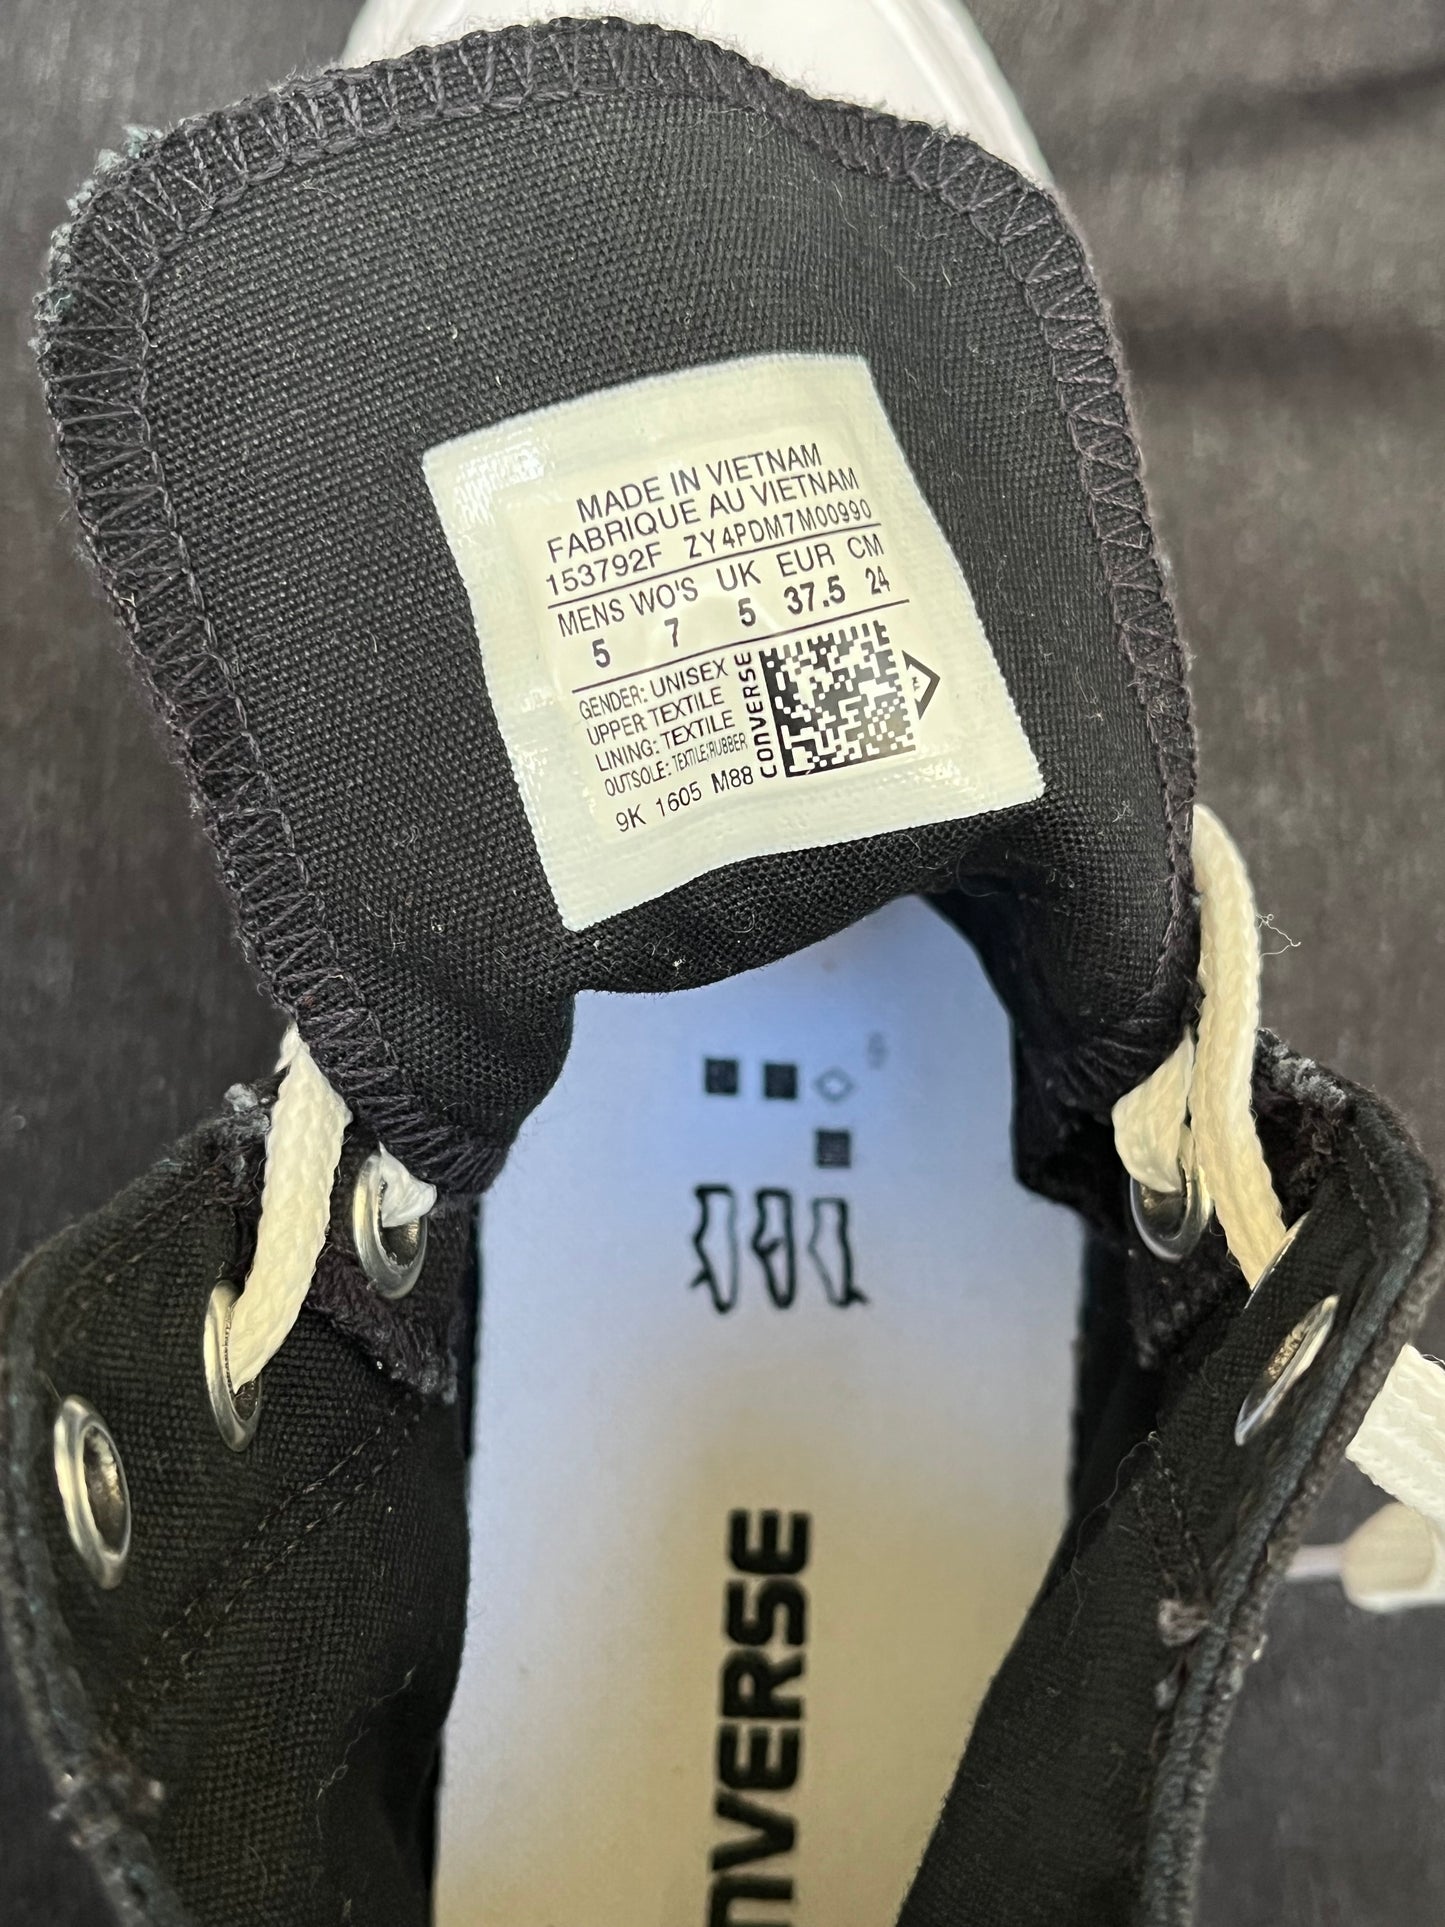 MADE IN VIETNAM
FABRIQUE AU VIETNAM
153792F ZY4PDM7M00990
MENS WO'S UK EUR CM
5 7 5 37.5 24
GENDER: UNISEX
UPPER: TEXTILE
LINING: TEXTILE
OUTSOLE: TEXTILE/RUBBER
9K 1605 M88
CONVERSE
NVERSE